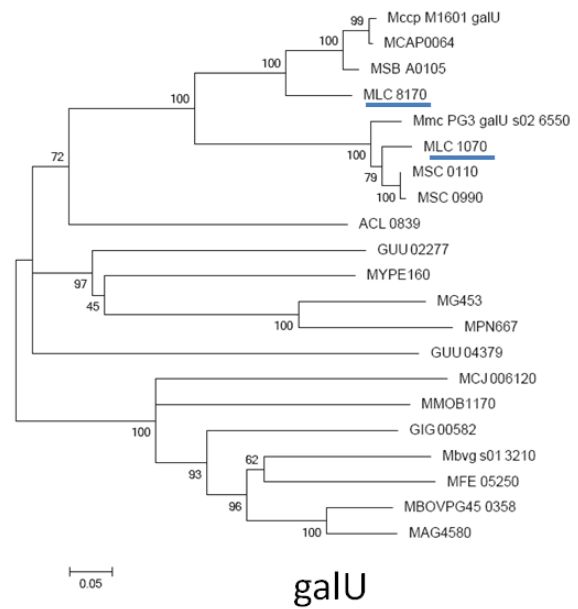 Mccp M1601 galU
99
MCAP0064
100
MSB A0105
100
MLC 8170
100
Mmc PG3 galU s02 6550
MLC 1070
100
72
MSC 0110
79
MSC 0990
100
ACL 0839
GUU 02277
MYPE160
97
MG453
45
100
MPN667
GUU 04379
MCJ 006120
MMOB1170
100
GIG 00582
Mbvg s01 3210
62
93
MFE 05250
96
MBOVPG45 0358
100
MAG4580
0.05
galU